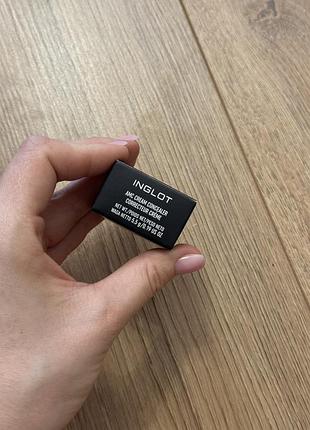 INGLOT
AMC CREAM CONCEALER
CORRECTEUR CRÈME
NET WT./POIDS NET/PESO NETO
WAGA NETTO 5.5 g/0.19 US OZ